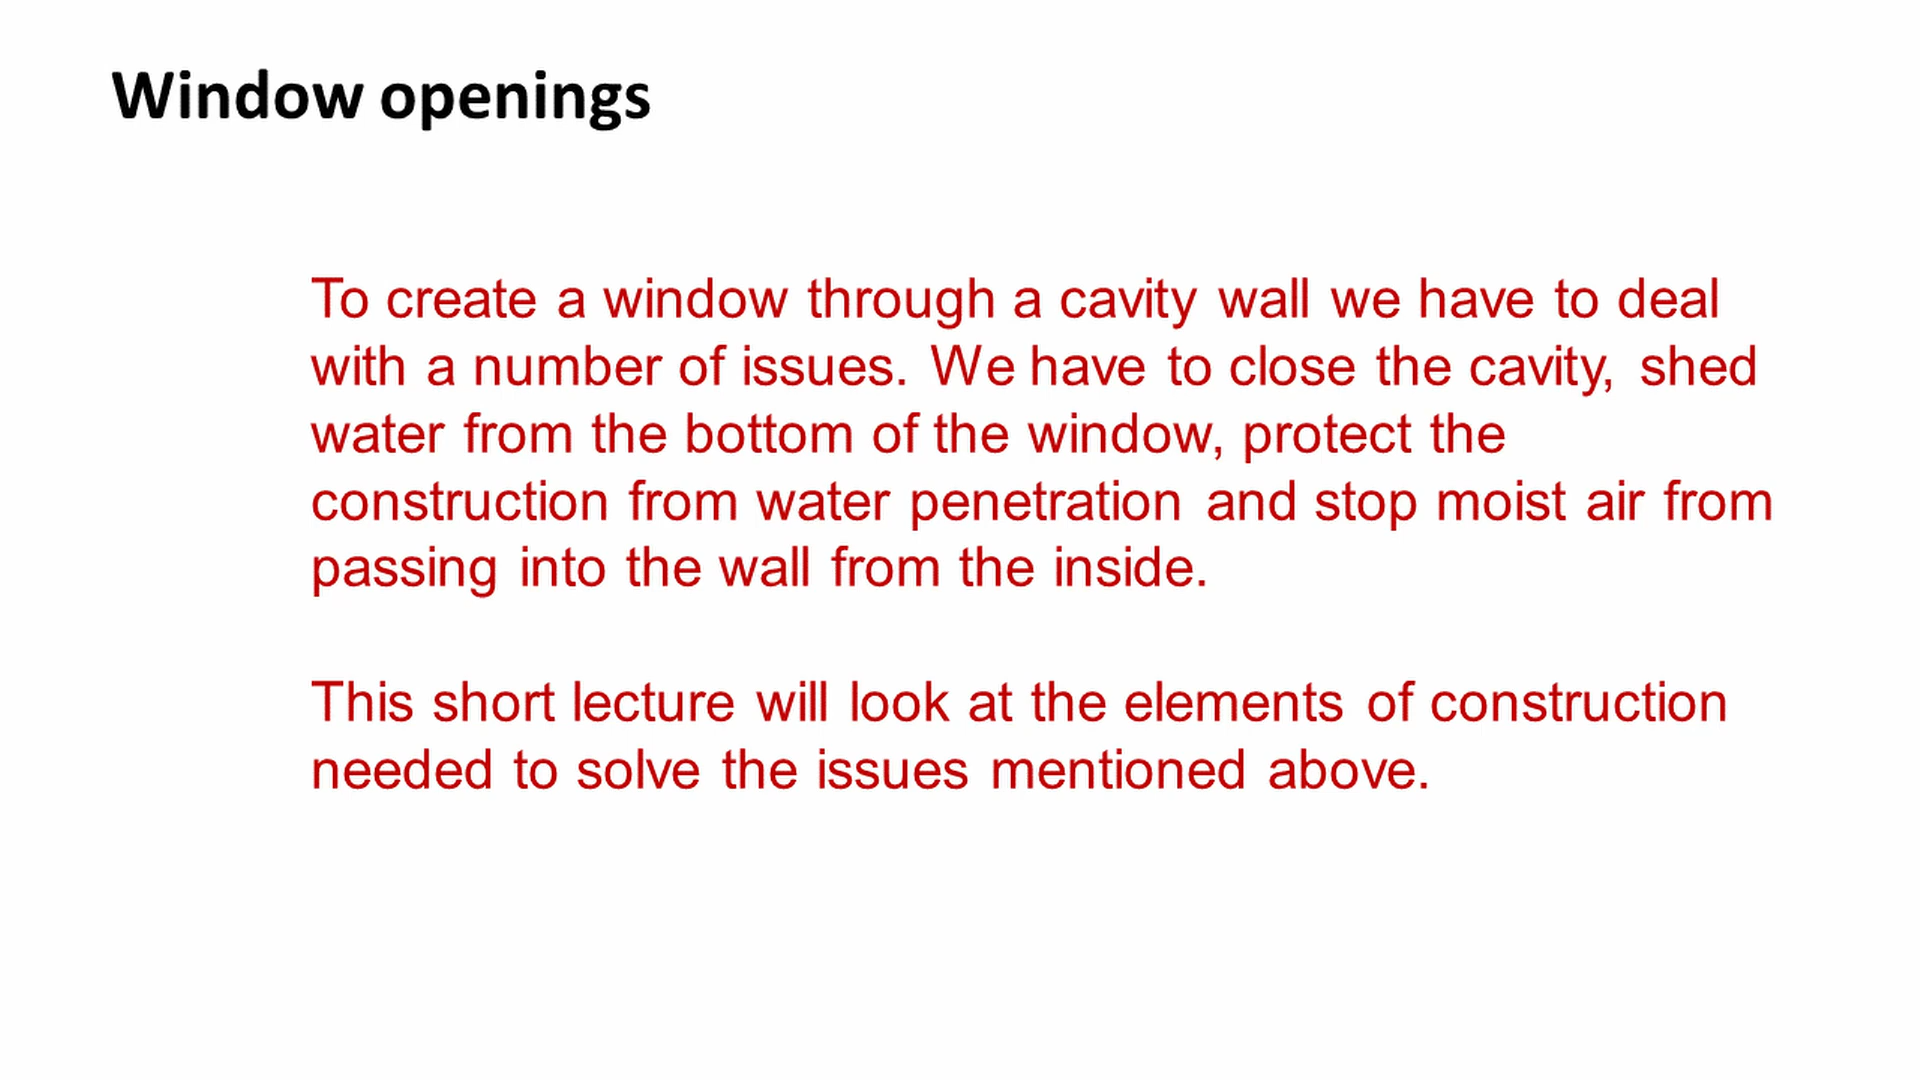 Window openings
To create a window through a cavity wall we have to deal
with a number of issues. We have to close the cavity, shed
water from the bottom of the window, protect the
construction from water penetration and stop moist air from
passing into the wall from the inside.
This short lecture will look at the elements of construction
needed to solve the issues mentioned above.